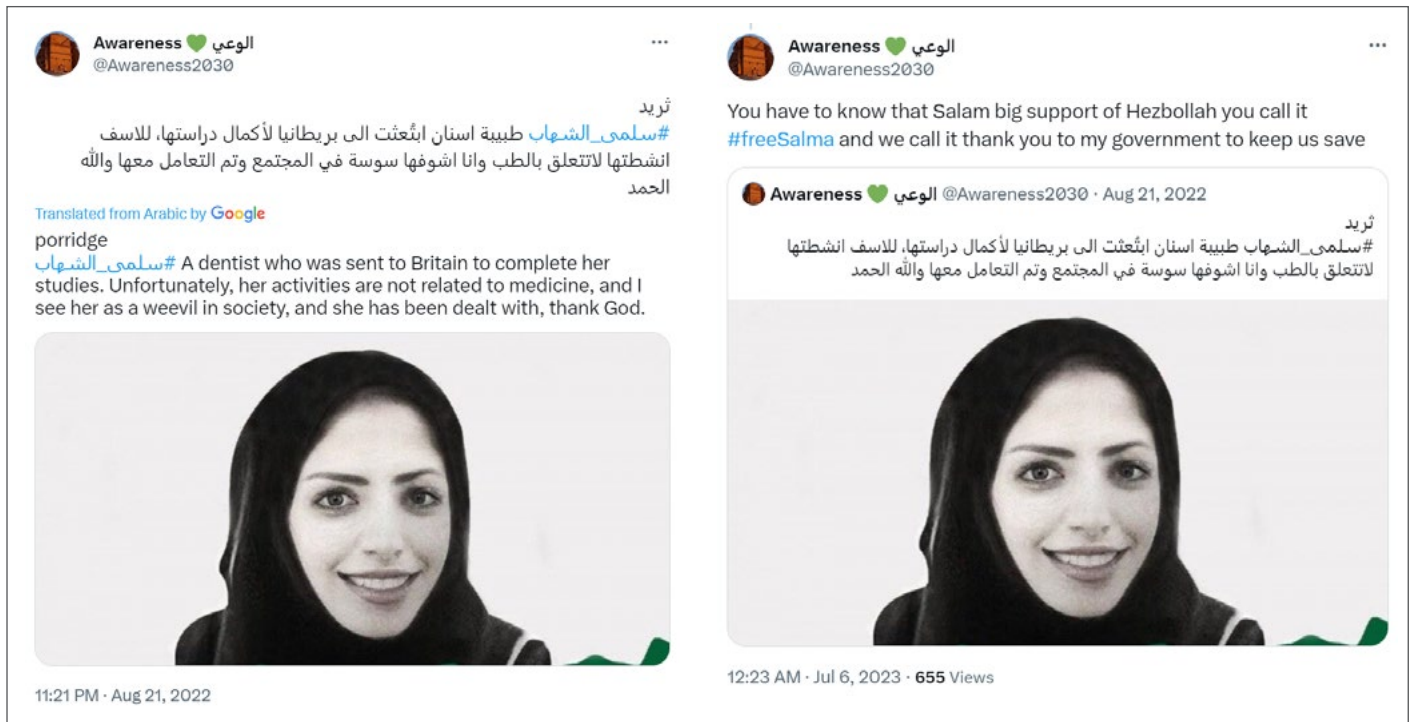 Awareness 💚 الوعي
@Awareness2030
ثريد
#سلمى_الشهاب طبيبة اسنان ابتُعثت الى بريطانيا لأكمال دراستها، للاسف
انشطتها لاتتعلق بالطب وانا اشوفها سوسة في المجتمع وتم التعامل معها والله
الحمد
Translated from Arabic by Google
porridge
#سلمى_الشهاب A dentist who was sent to Britain to complete her
studies. Unfortunately, her activities are not related to medicine, and I
see her as a weevil in society, and she has been dealt with, thank God.
11:21 PM · Aug 21, 2022
Awareness 💚 الوعي
@Awareness2030
You have to know that Salam big support of Hezbollah you call it
#freeSalma and we call it thank you to my government to keep us save
Awareness 💚 الوعي @Awareness2030 · Aug 21, 2022
ثريد
#سلمى_الشهاب طبيبة اسنان ابتُعثت الى بريطانيا لأكمال دراستها، للاسف انشطتها
لاتتعلق بالطب وانا اشوفها سوسة في المجتمع وتم التعامل معها والله الحمد
12:23 AM · Jul 6, 2023 · 655 Views